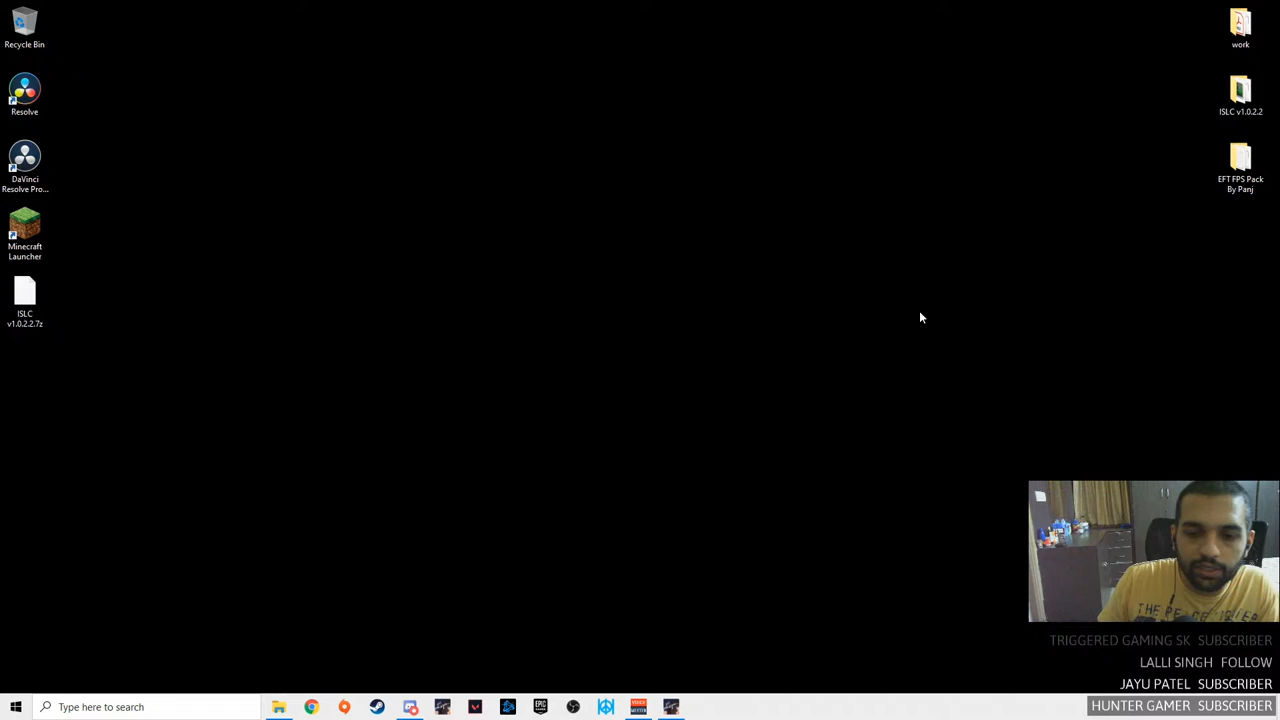 Recycle Bin
Resolve
DaVinci
Resolve Pro...
Minecraft
Launcher
ISLC
v1.0.2.2.7z
work
ISLC v1.0.2.2
EFT FPS Pack
By Panj
TRIGGERED GAMING SK SUBSCRIBER
LALLI SINGH FOLLOW
JAYU PATEL SUBSCRIBER
HUNTER GAMER SUBSCRIBER
Type here to search
EPIC